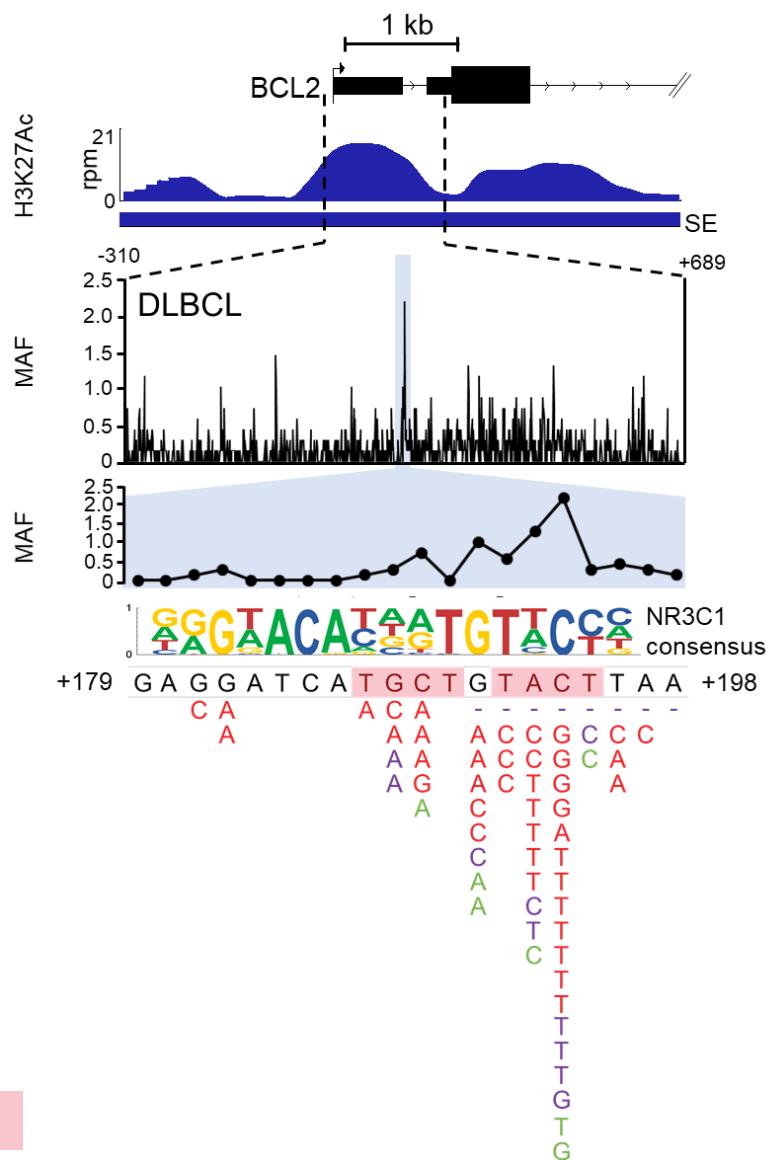 1 kb
BCL2
H3K27Ac
rpm
21
0
SE
-310
+689
DLBCL
MAF
2.5
2.0
1.5
1.0
0.5
0
MAF
2.5
2.0
1.5
1.0
0.5
0
1
0
NR3C1
consensus
+179 G A G G A T C A T G C T G T A C T T A A +198
C A A C A - - - - - - - -
A A A A C C G C C C
A A A C C G C A
A G A C T G A
A C T G
C T A
C T T
A T T
A C T
T T
C T
T
T
T
T
T
G
T
G